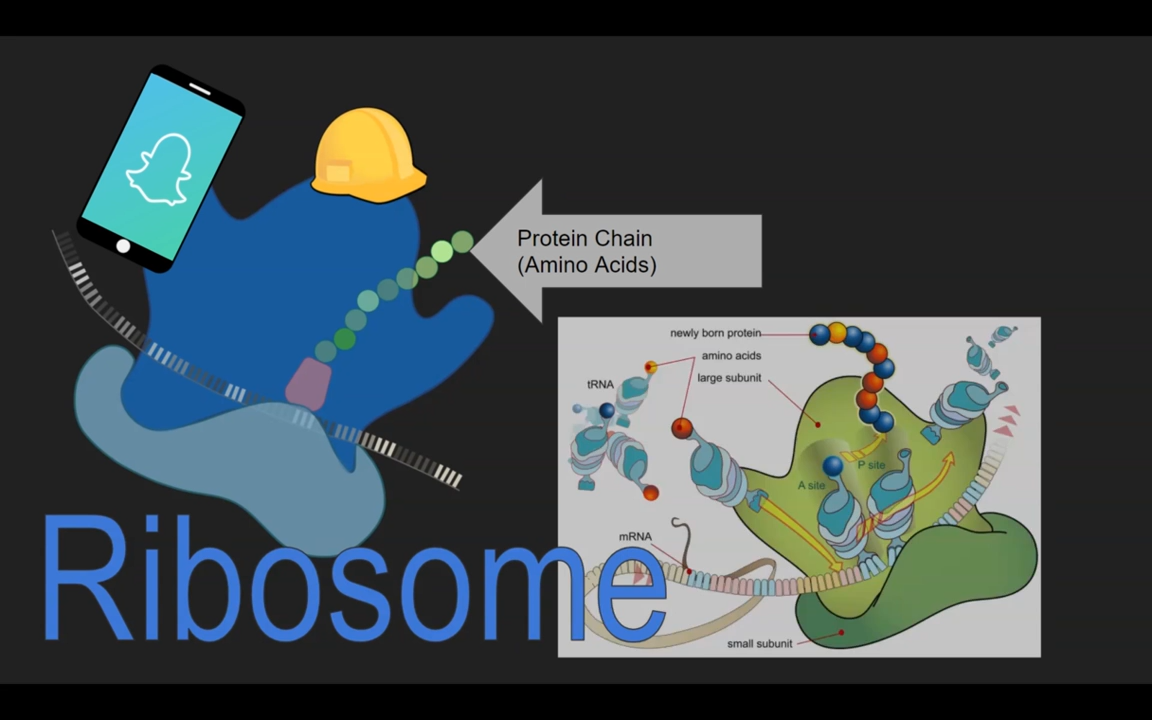 Protein Chain
(Amino Acids)
newly born protein
amino acids
large subunit
tRNA
P site
A site
mRNA
small subunit
Ribosome